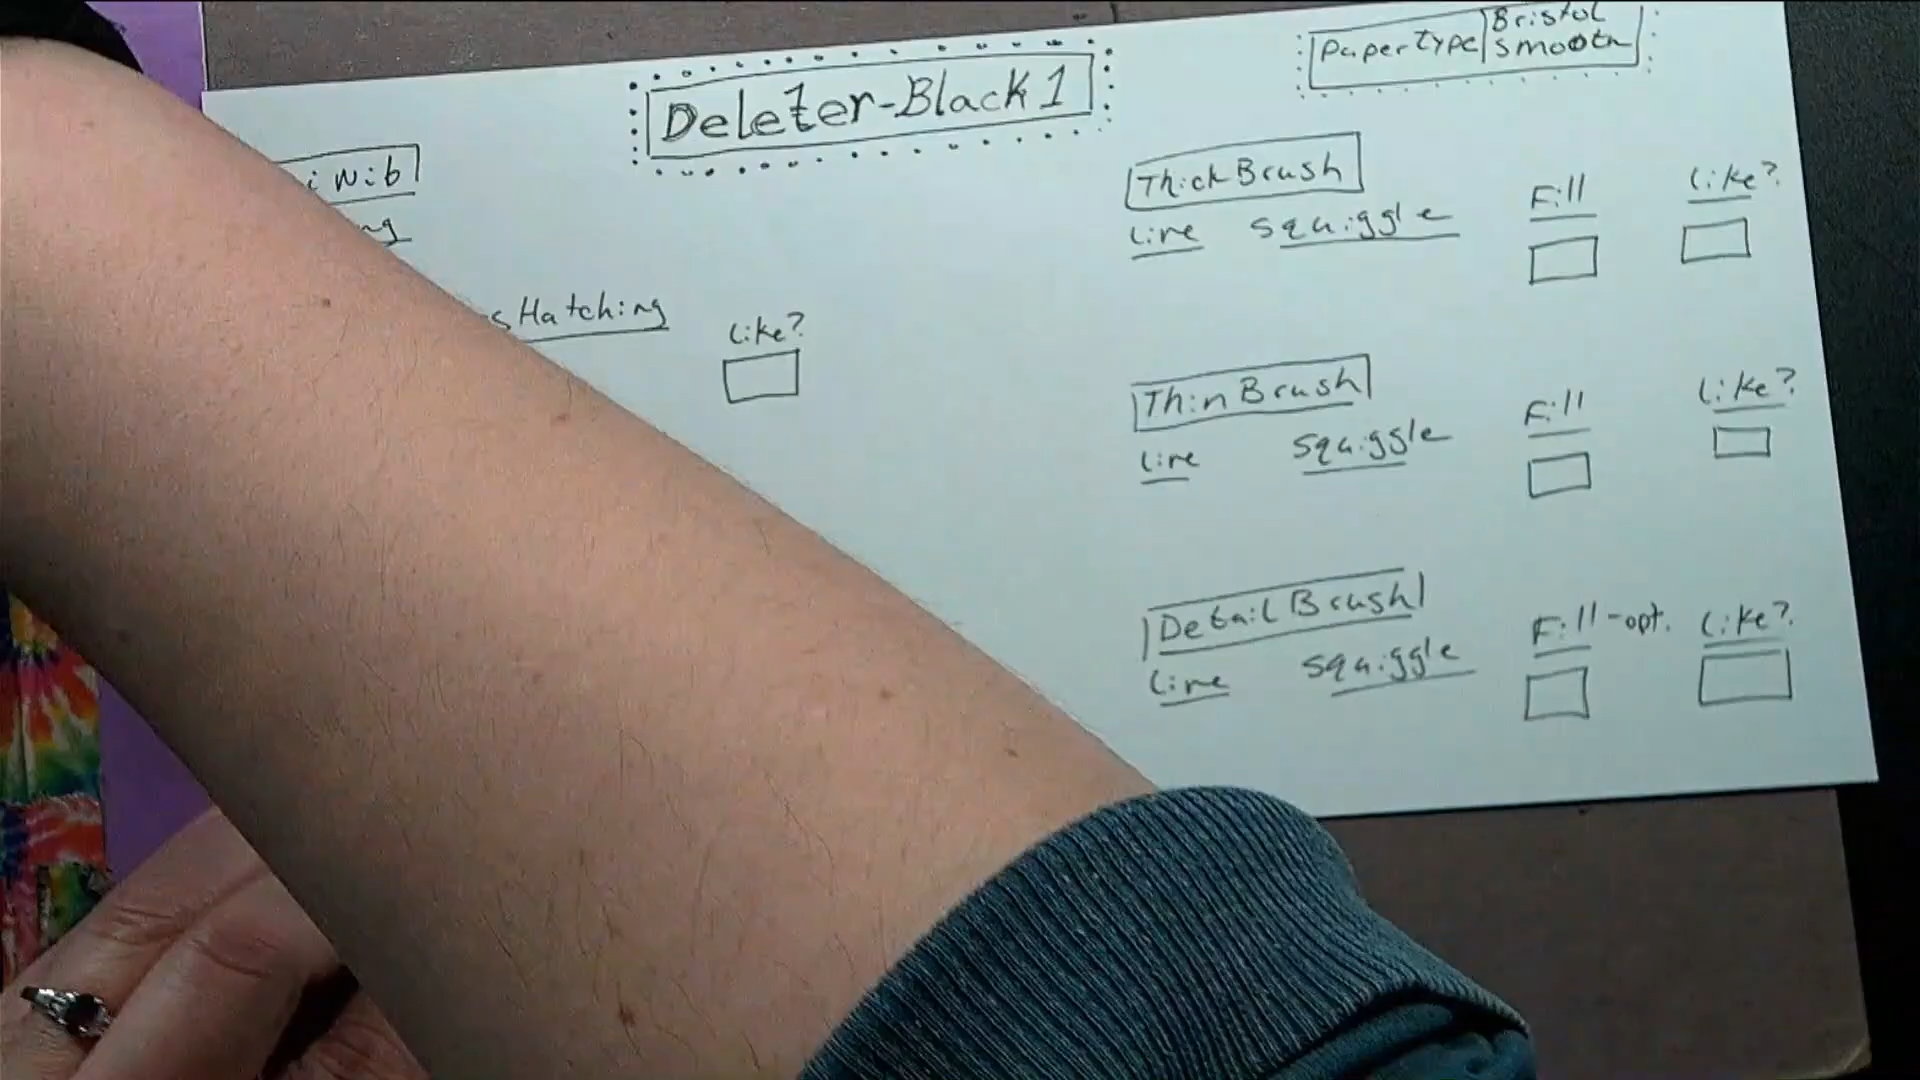 Deleter-Black 1
Paper Type Bristol
Smooth
Nib
Hatching
Like?
Thick Brush
Line Squiggle Fill Like?
Thin Brush
Line Squiggle Fill Like?
Detail Brush
Line Squiggle Fill-opt. Like?